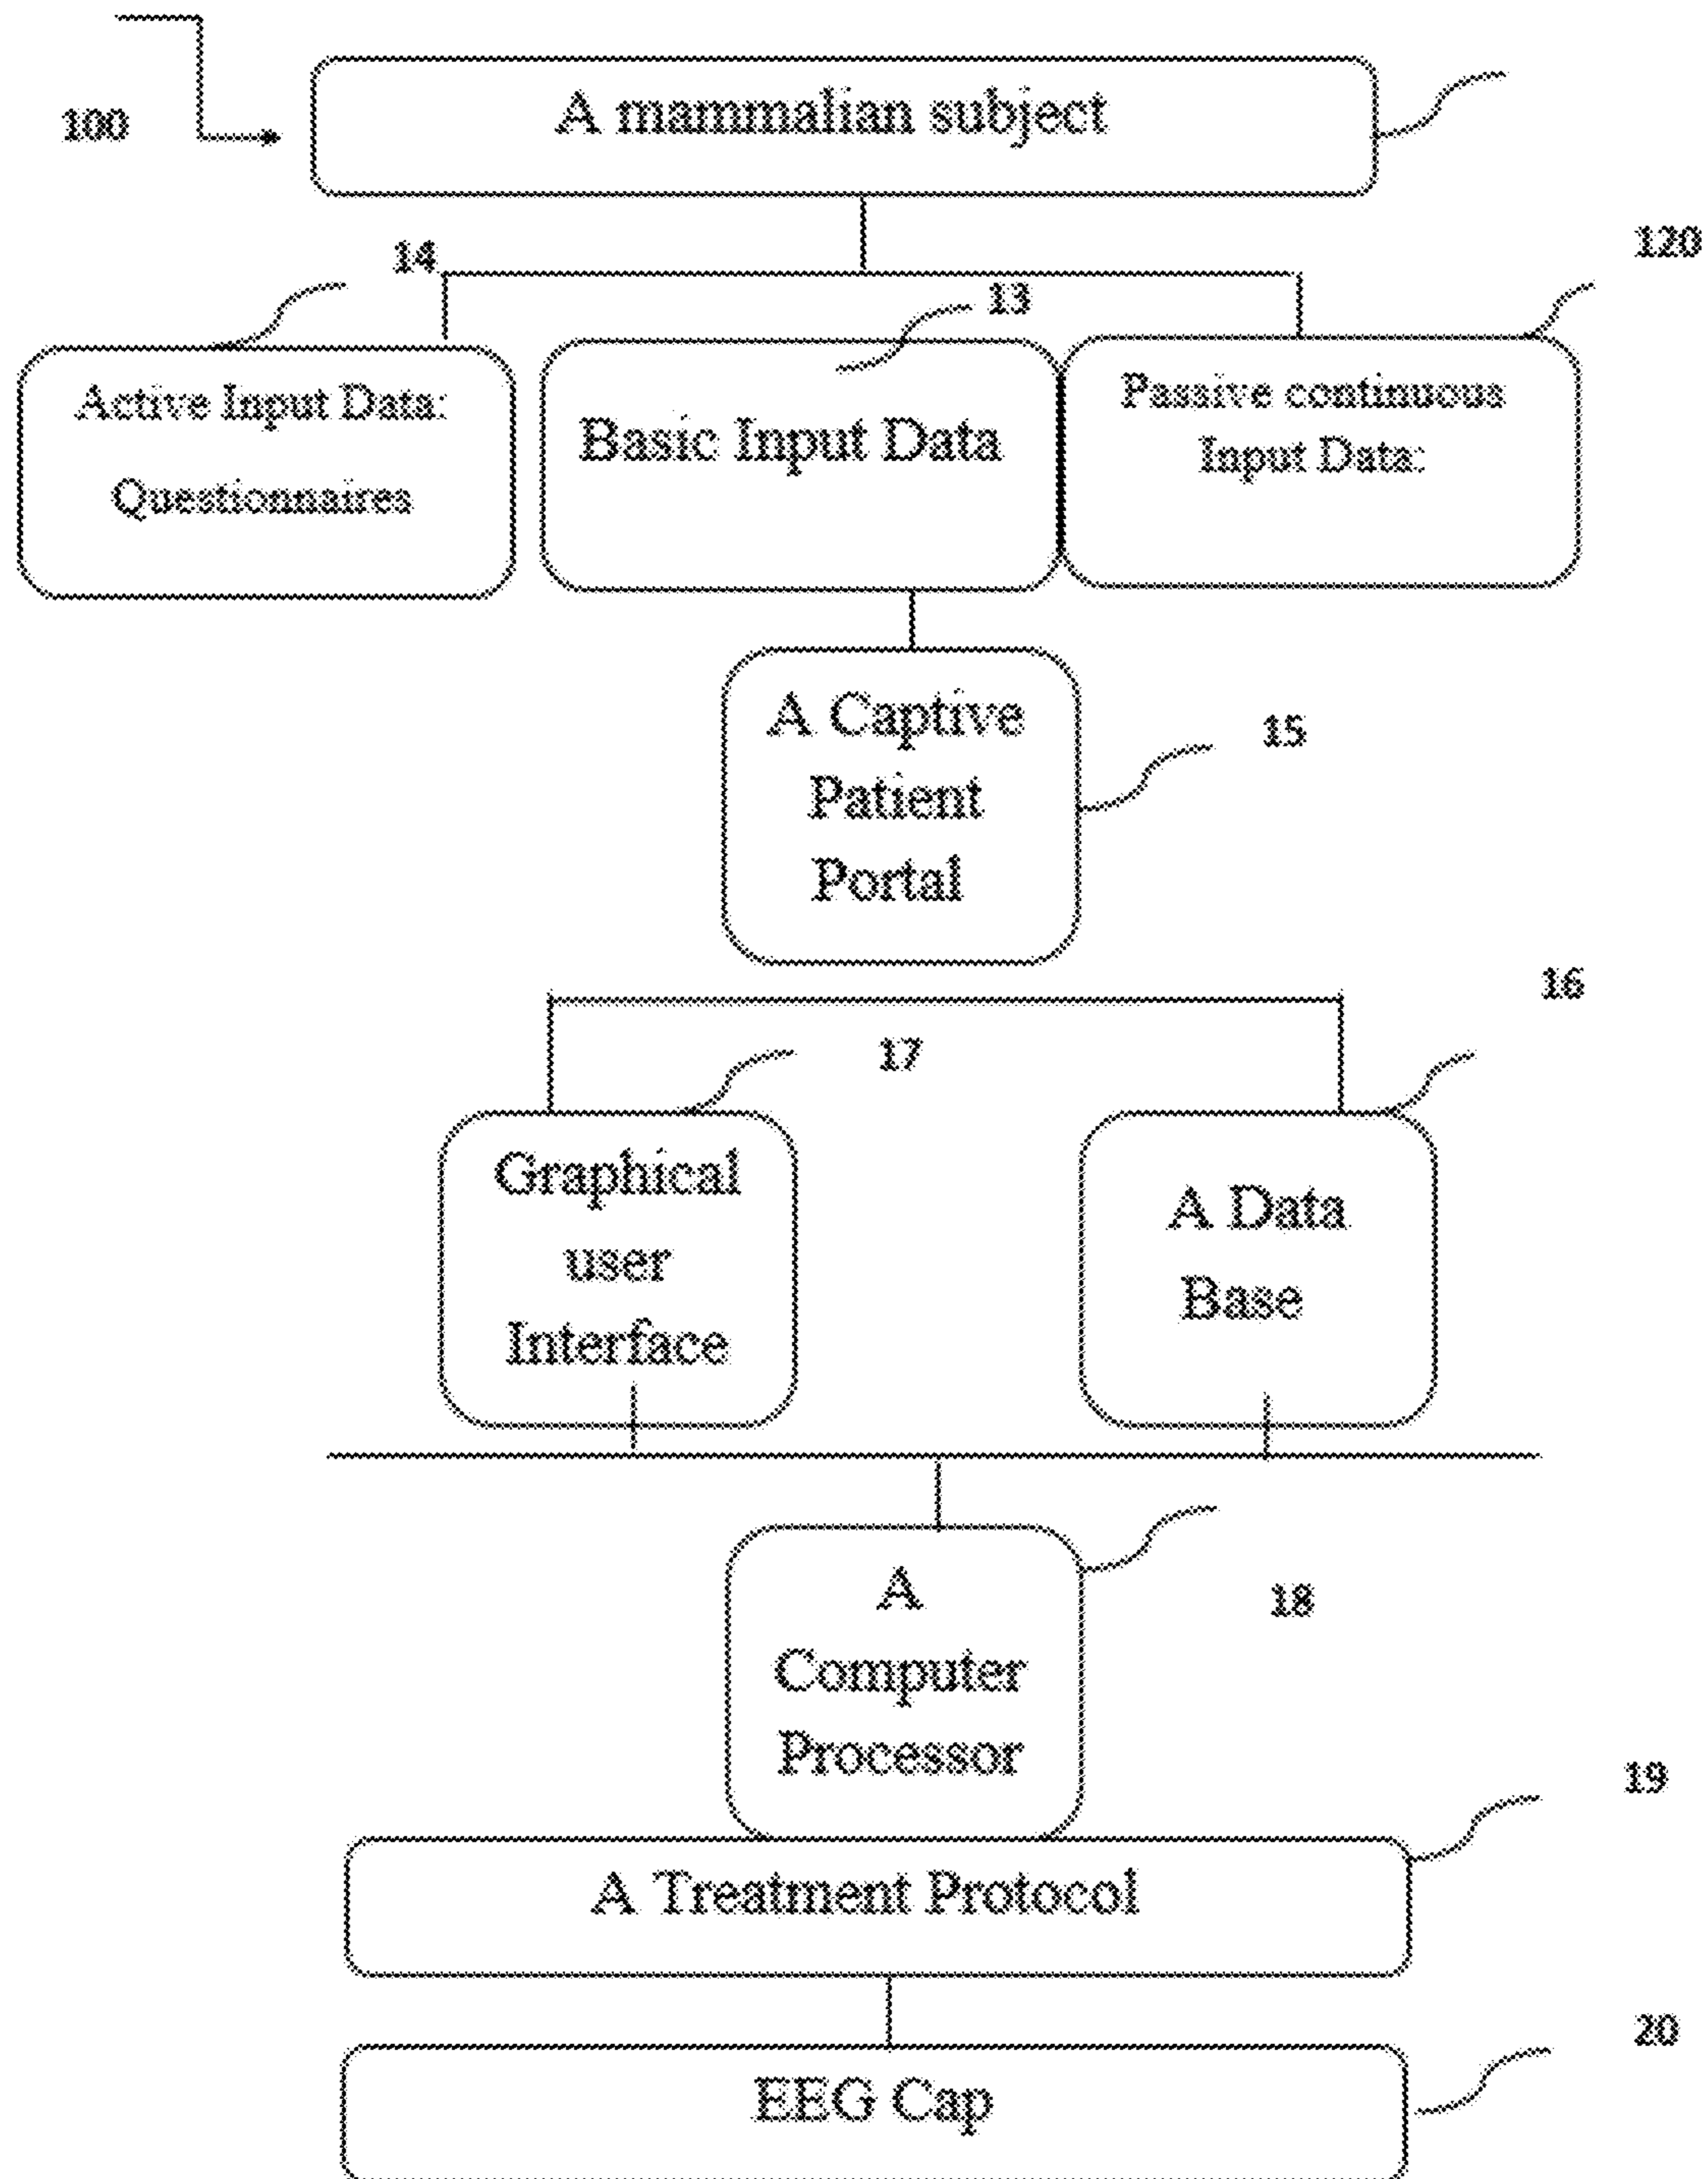 100
A mammalian subject
120
14
13
Active Input Data:
Questionnaires
Basic Input Data
Passive continuous
Input Data:
A Captive
Patient
Portal
15
16
17
Graphical
user
Interface
A Data
Base
A
Computer
Processor
18
19
A Treatment Protocol
20
EEG Cap